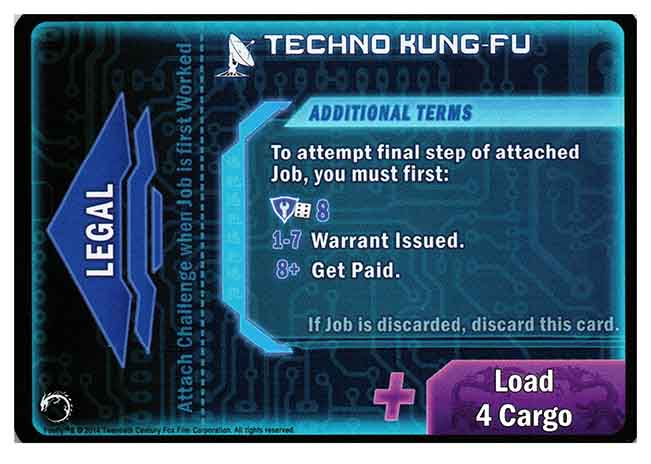 TECHNO KUNG-FU
LEGAL
Attach Challenge when Job is first Worked
ADDITIONAL TERMS
To attempt final step of attached
Job, you must first:
8
1-7 Warrant Issued.
8+ Get Paid.
If Job is discarded, discard this card.
+ Load
4 Cargo
Firefly™ & © 2014 Twentieth Century Fox Film Corporation. All rights reserved.